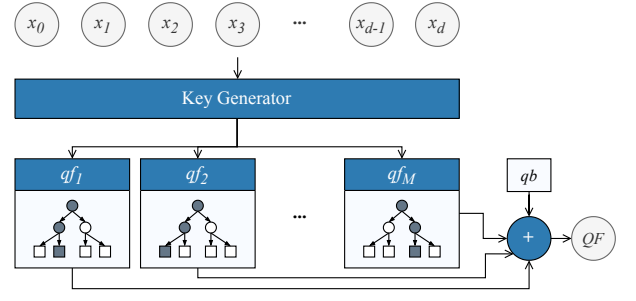 x0 x1 x2 x3 ... xd-1 xd
Key Generator
qf1 qf2 ... qfM
qb
+
QF